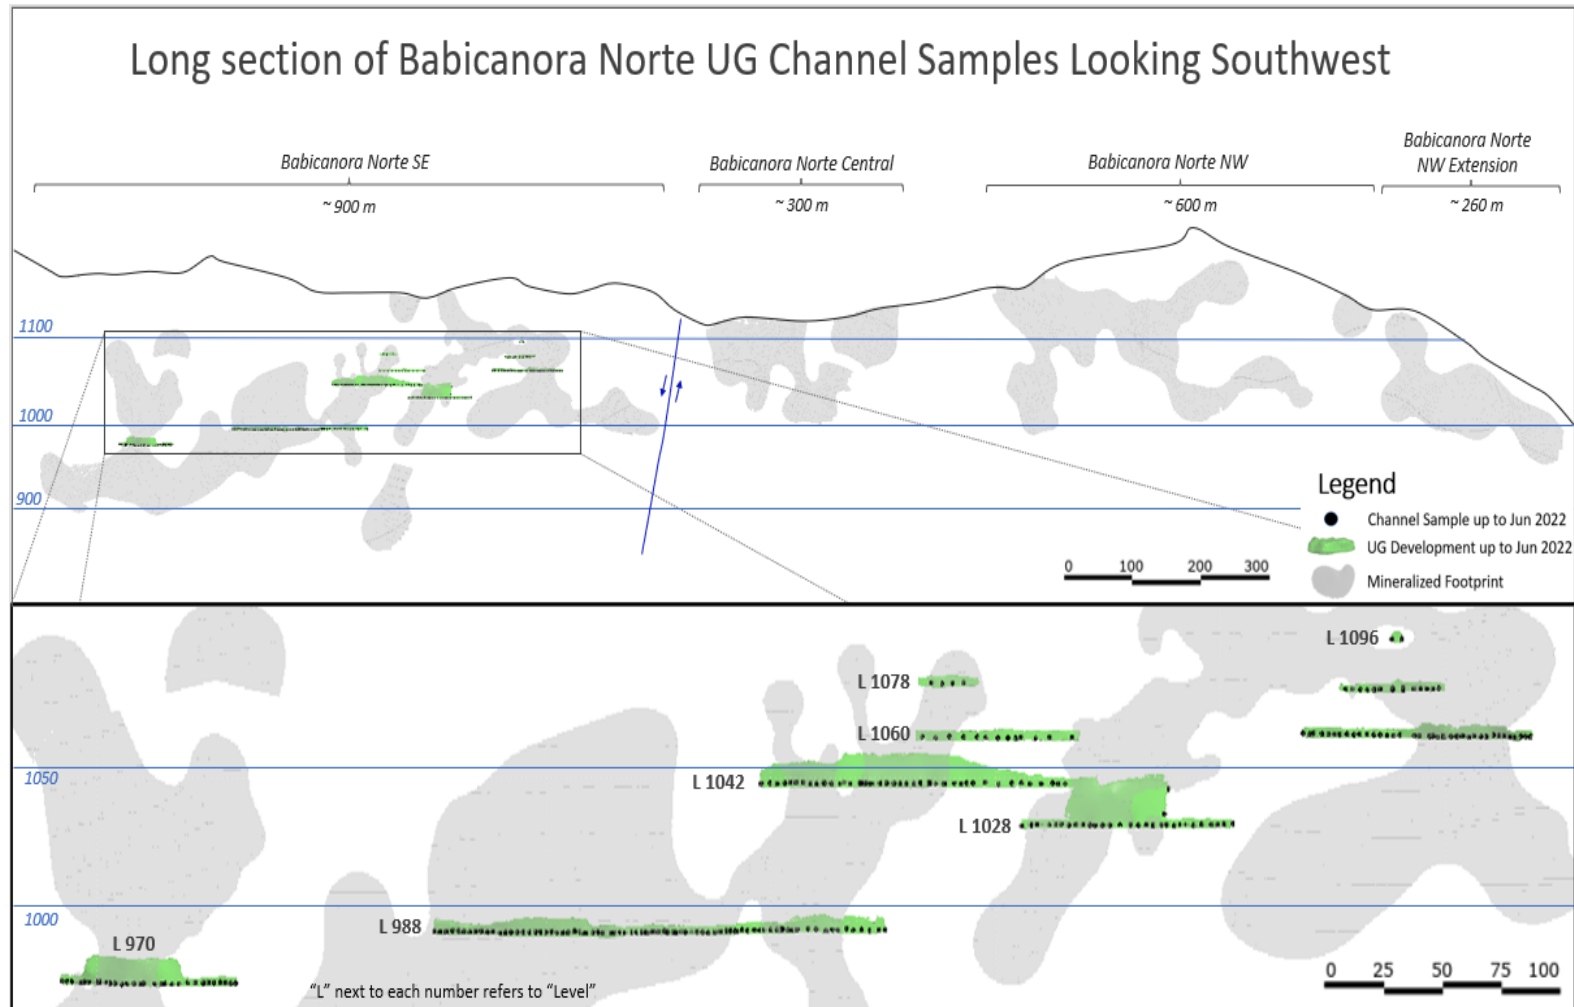 Long section of Babicanora Norte UG Channel Samples Looking Southwest
Babicanora Norte SE
Babicanora Norte Central
Babicanora Norte NW
Babicanora Norte
NW Extension
~ 900 m
~ 300 m
~ 600 m
~ 260 m
1100
1000
900
Legend
Channel Sample up to Jun 2022
UG Development up to Jun 2022
Mineralized Footprint
0 100 200 300
L 1096
L 1078
L 1060
1050
L 1042
L 1028
1000
L 988
L 970
"L" next to each number refers to "Level"
0 25 50 75 100